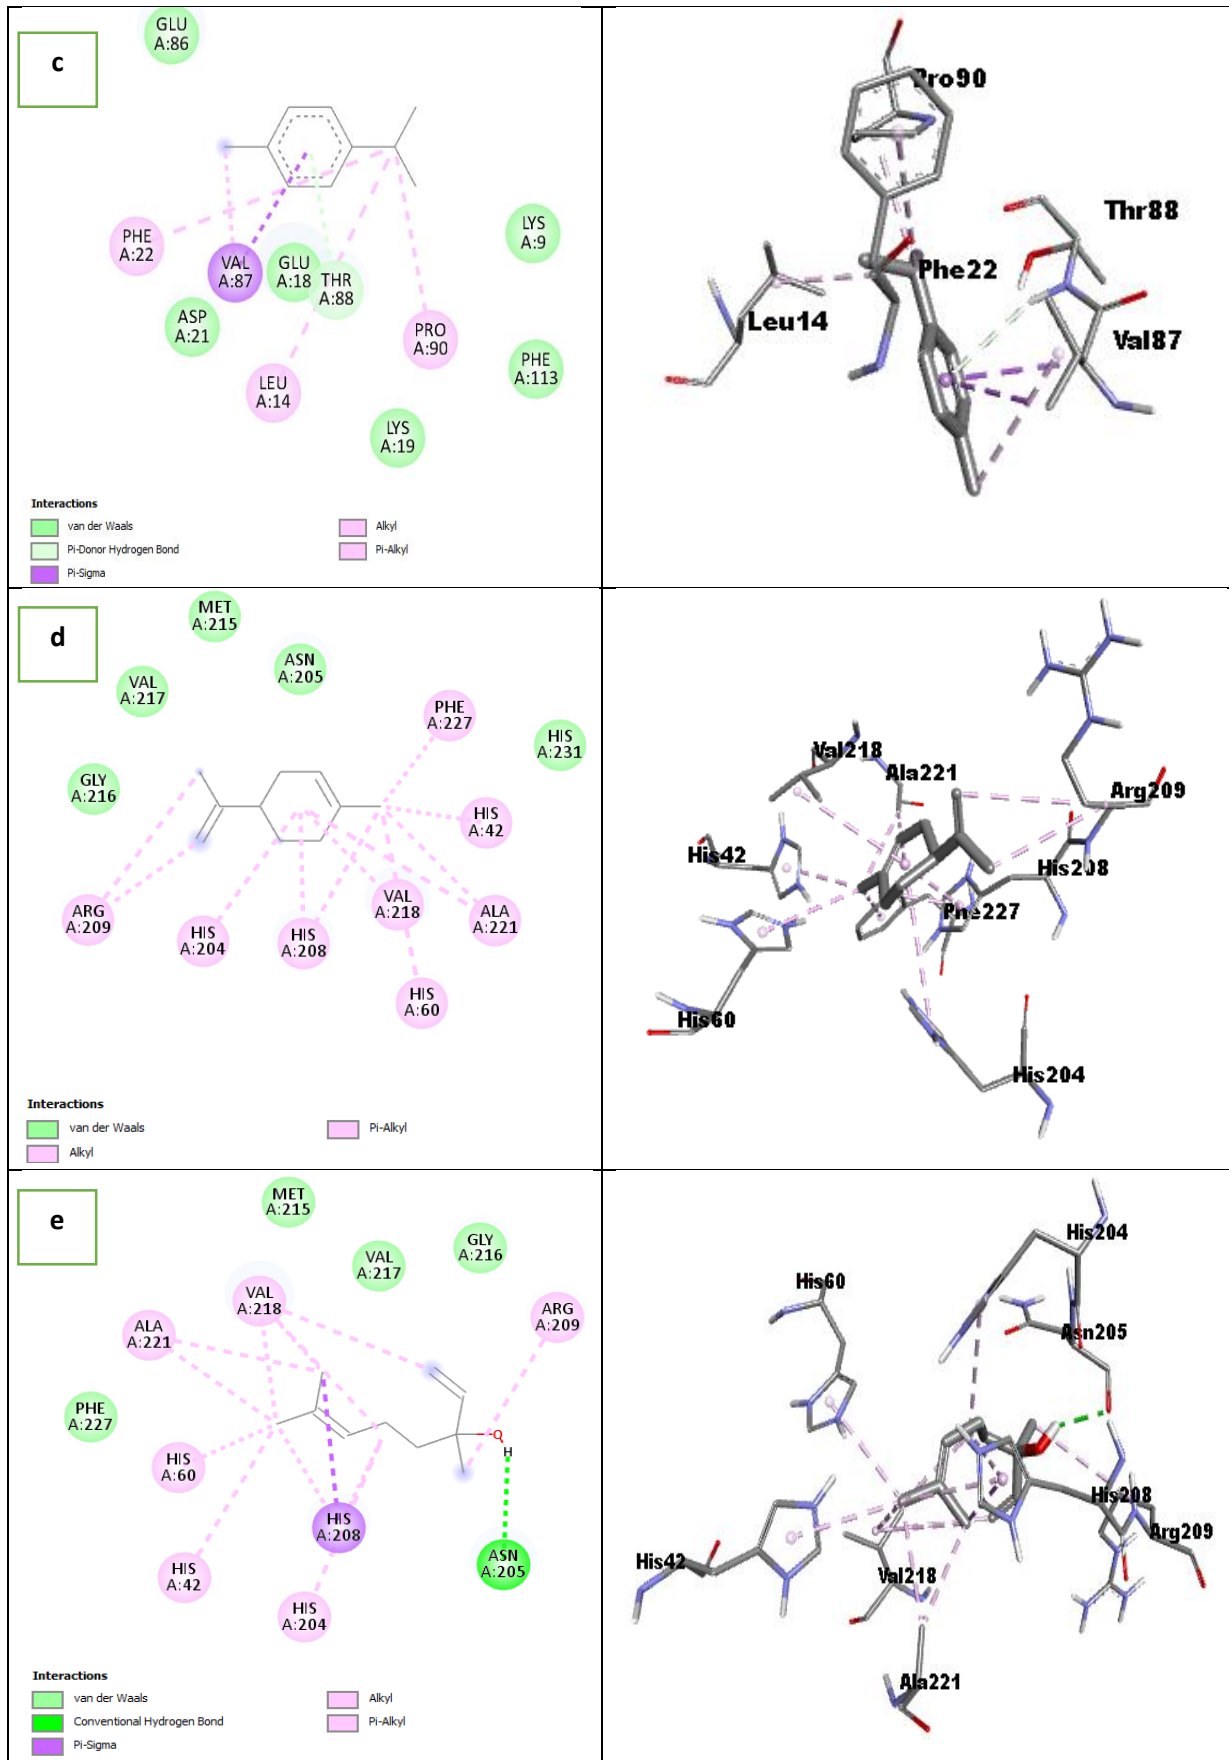 c
GLU
A:86
PHE
A:22
VAL
A:87
GLU
A:18
THR
A:88
LYS
A:9
ASP
A:21
LEU
A:14
PRO
A:90
PHE
A:113
LYS
A:19
Interactions
van der Waals
Pi-Donor Hydrogen Bond
Pi-Sigma
Alkyl
Pi-Alkyl
Pro90
Thr88
Phe22
Leu14
Val87
d
MET
A:215
ASN
A:205
VAL
A:217
PHE
A:227
HIS
A:231
GLY
A:216
HIS
A:42
ARG
A:209
HIS
A:204
HIS
A:208
VAL
A:218
ALA
A:221
HIS
A:60
Interactions
van der Waals
Alkyl
Pi-Alkyl
Val218
Ala221
Arg209
His42
His208
Phe227
His60
His204
e
MET
A:215
VAL
A:217
GLY
A:216
VAL
A:218
ARG
A:209
ALA
A:221
PHE
A:227
O
H
HIS
A:60
HIS
A:208
ASN
A:205
HIS
A:42
HIS
A:204
Interactions
van der Waals
Conventional Hydrogen Bond
Pi-Sigma
Alkyl
Pi-Alkyl
His204
His60
Asn205
His208
Arg209
His42
Val218
Ala221